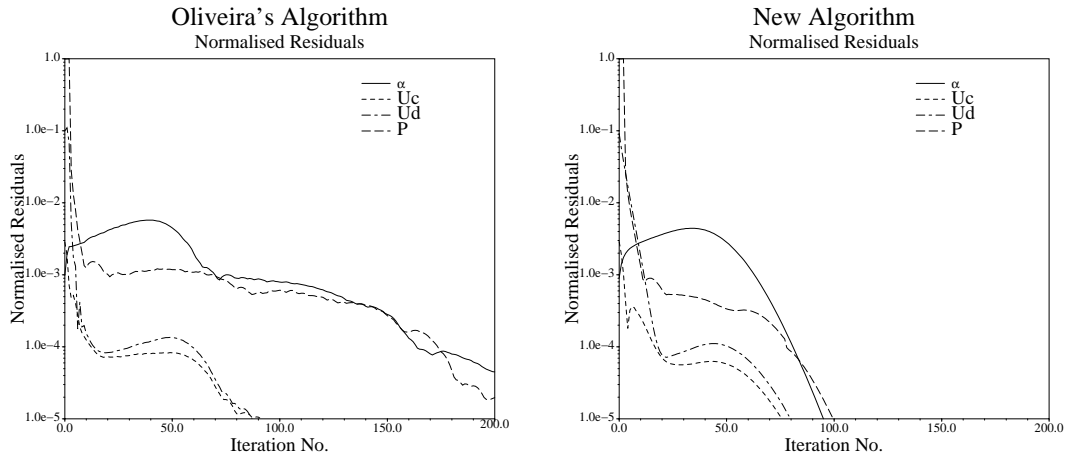 Oliveira's Algorithm
Normalised Residuals
Normalised Residuals
1.0
1.0e−1
1.0e−2
1.0e−3
1.0e−4
1.0e−5
0.0 50.0 100.0 150.0 200.0
Iteration No.
α
Uc
Ud
P
New Algorithm
Normalised Residuals
Normalised Residuals
1.0
1.0e−1
1.0e−2
1.0e−3
1.0e−4
1.0e−5
0.0 50.0 100.0 150.0 200.0
Iteration No.
α
Uc
Ud
P